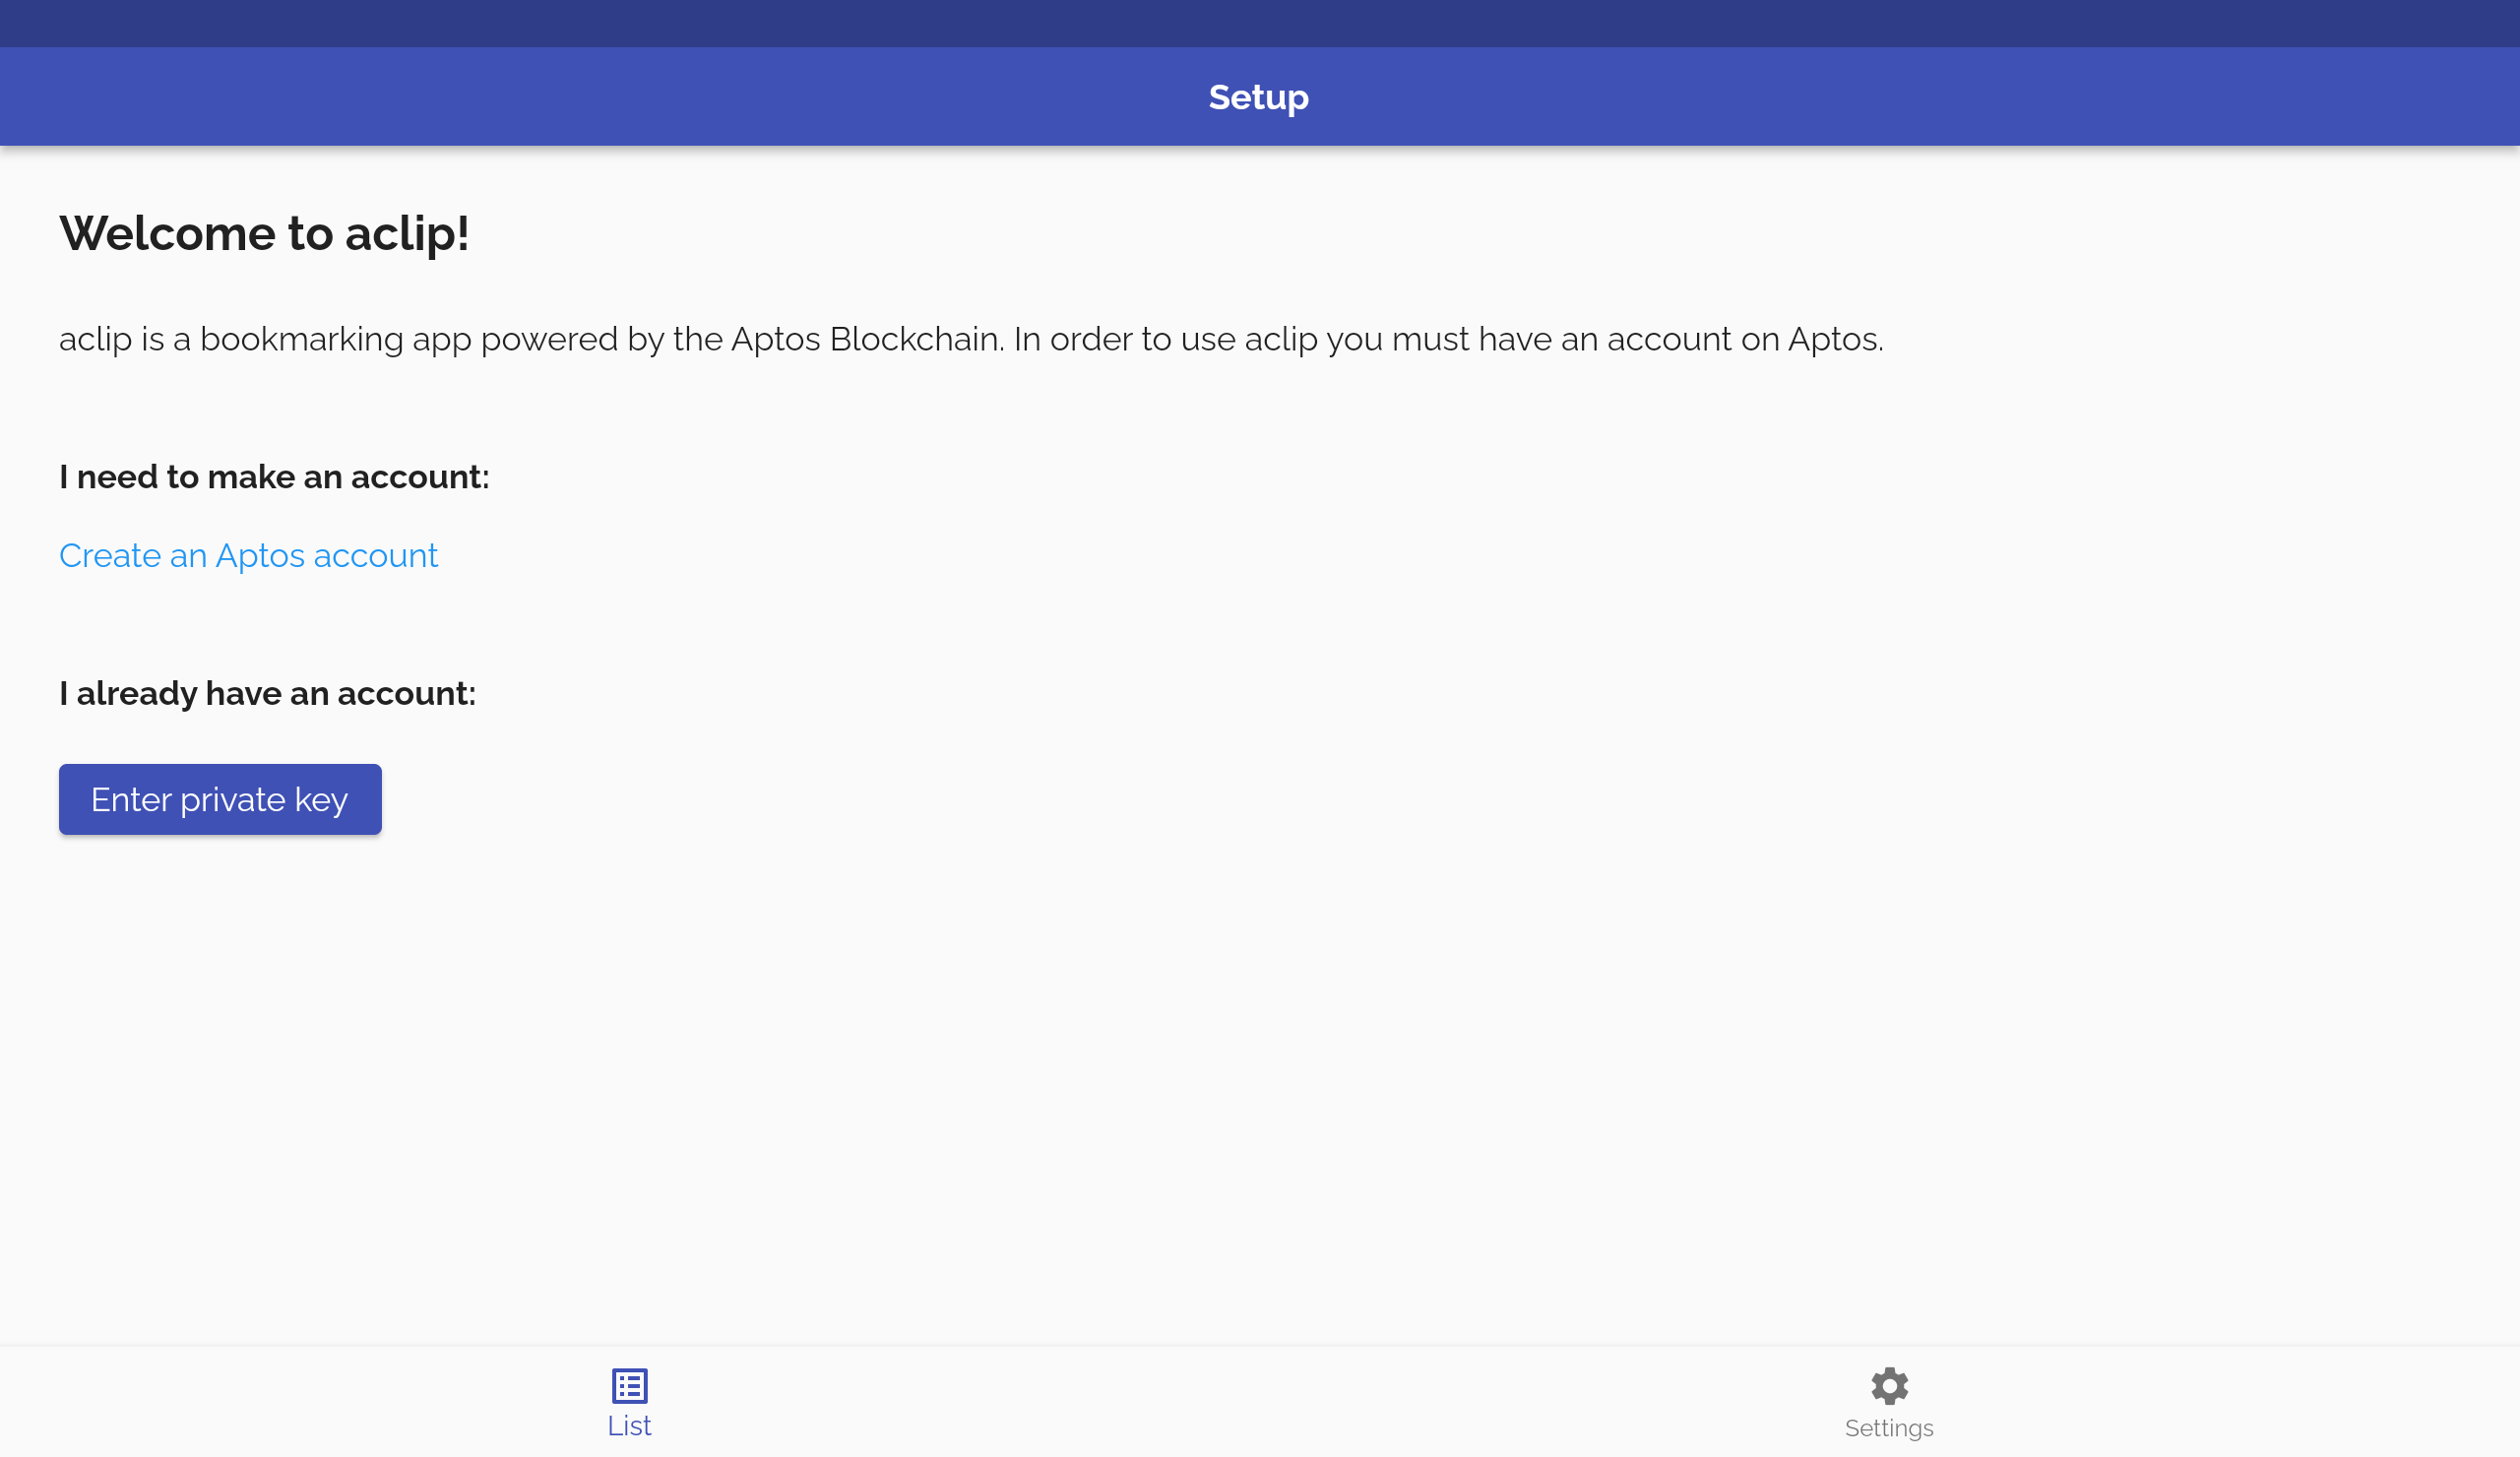 Setup
Welcome to aclip!
aclip is a bookmarking app powered by the Aptos Blockchain. In order to use aclip you must have an account on Aptos.
I need to make an account:
Create an Aptos account
I already have an account:
Enter private key
List
Settings